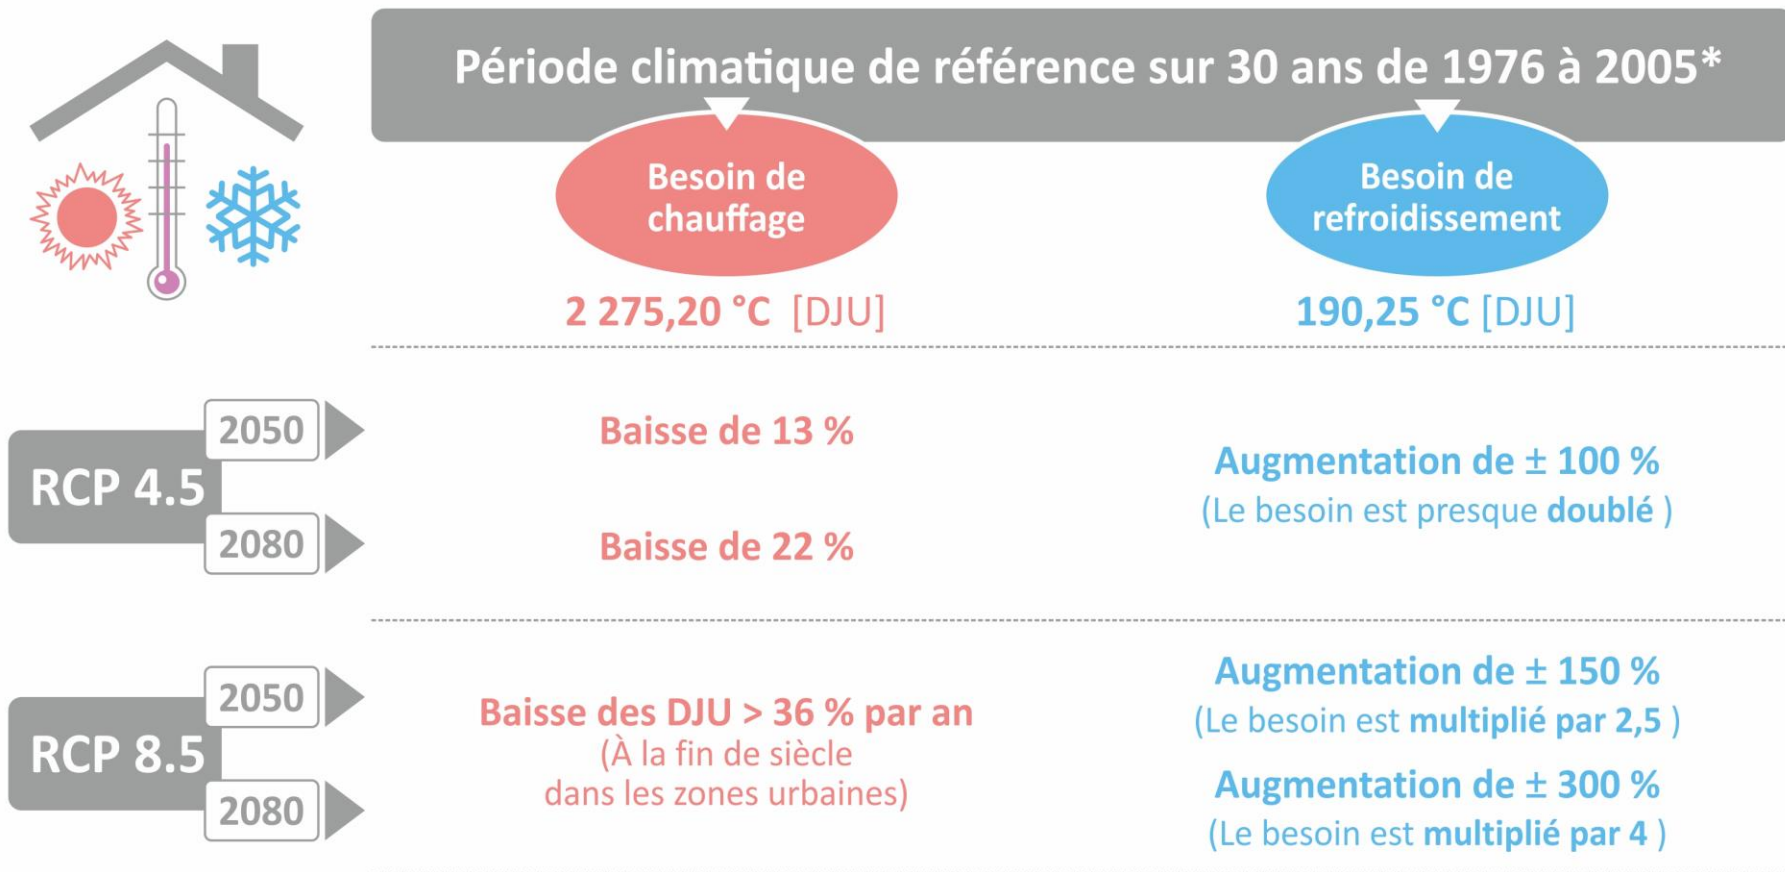 Période climatique de référence sur 30 ans de 1976 à 2005*
Besoin de
chauffage
Besoin de
refroidissement
2 275,20 °C [DJU]
190,25 °C [DJU]
RCP 4.5
2050
Baisse de 13 %
2080
Baisse de 22 %
Augmentation de ± 100 %
(Le besoin est presque doublé )
RCP 8.5
2050
2080
Baisse des DJU > 36 % par an
(À la fin de siècle
dans les zones urbaines)
Augmentation de ± 150 %
(Le besoin est multiplié par 2,5 )
Augmentation de ± 300 %
(Le besoin est multiplié par 4 )